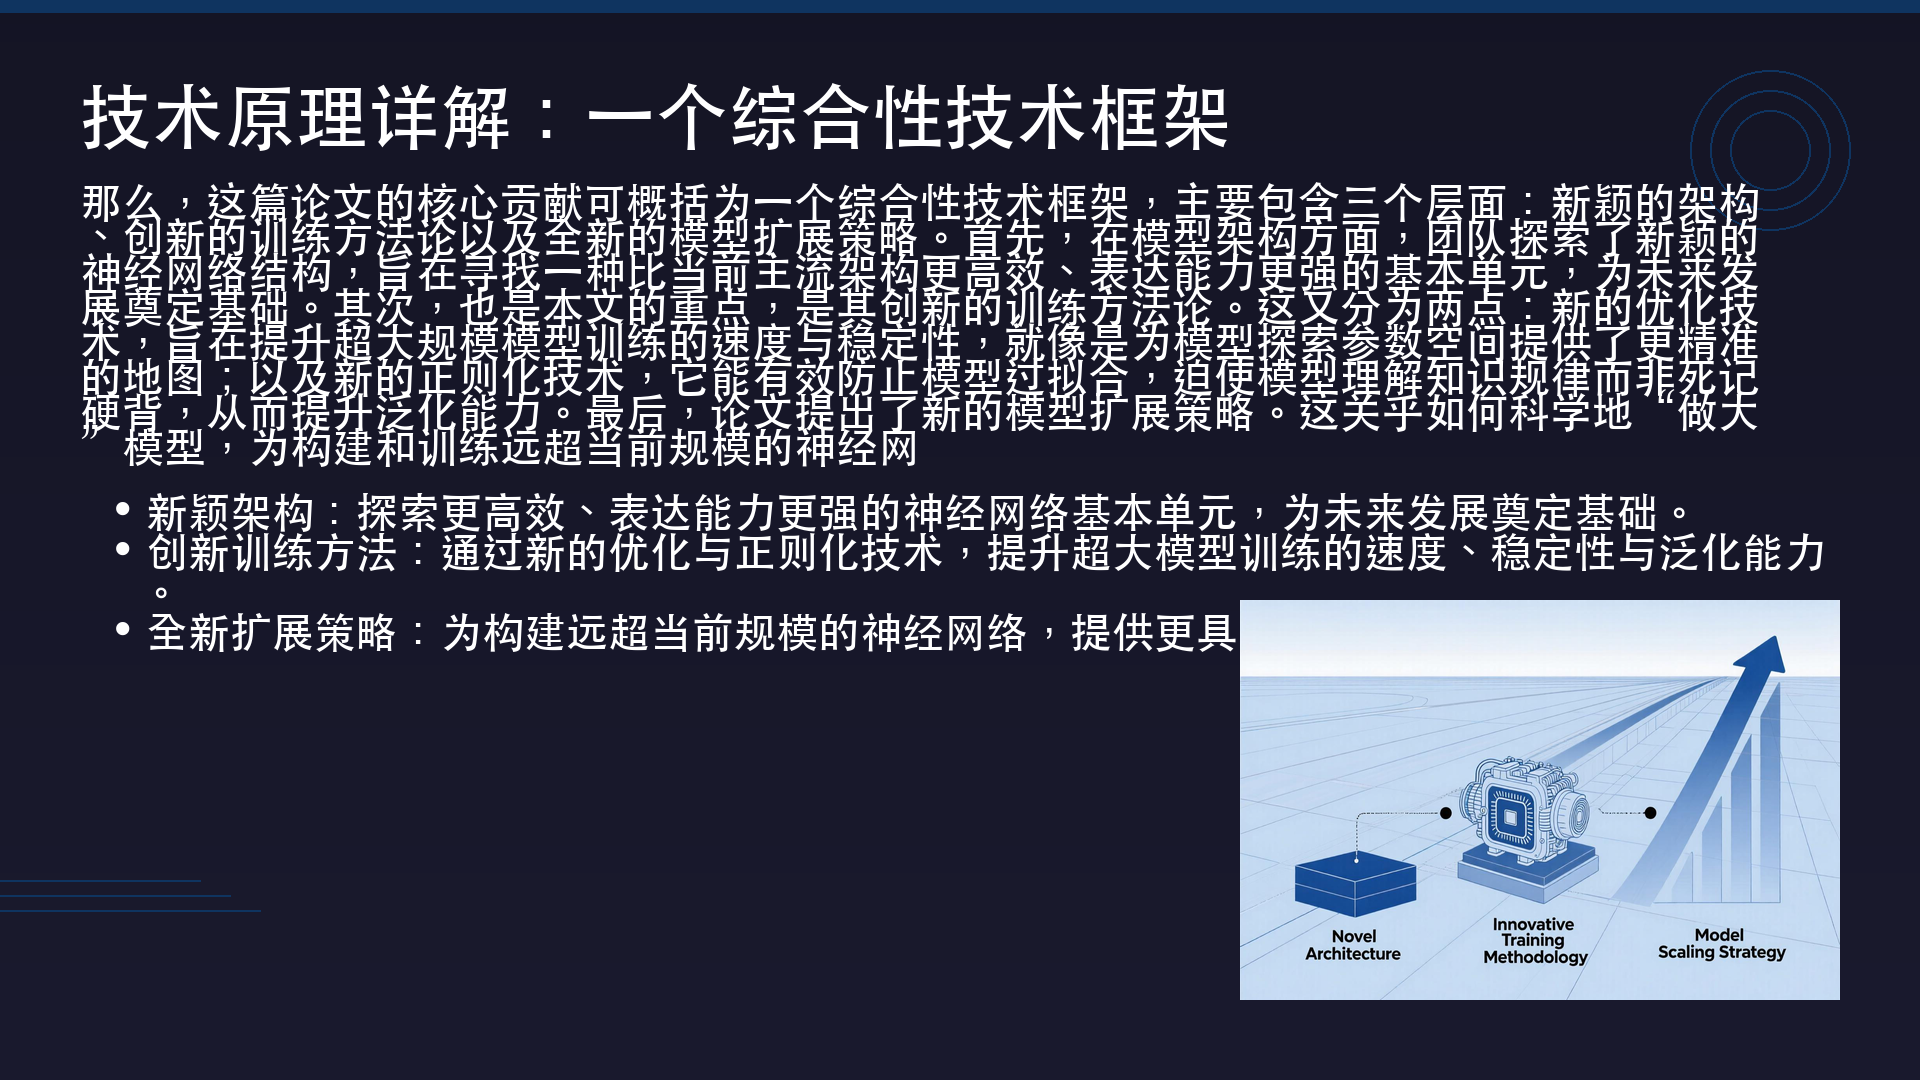 技术原理详解：一个综合性技术框架
那么，这篇论文的核心贡献可概括为一个综合性技术框架，主要包含三个层面：新颖的架构
、创新的训练方法论以及全新的模型扩展策略。首先，在模型架构方面，团队探索了新颖的
神经网络结构，旨在寻找一种比当前主流架构更高效、表达能力更强的基本单元，为未来发
展奠定基础。其次，也是本文的重点，是其创新的训练方法论。这又分为两点：新的优化技
术，旨在提升超大规模模型训练的速度与稳定性，就像是为模型探索参数空间提供了更精准
的地图；以及新的正则化技术，它能有效防止模型过拟合，迫使模型理解知识规律而非死记
硬背，从而提升泛化能力。最后，论文提出了新的模型扩展策略。这关乎如何科学地“做大
”模型，为构建和训练远超当前规模的神经网
• 新颖架构：探索更高效、表达能力更强的神经网络基本单元，为未来发展奠定基础。
• 创新训练方法：通过新的优化与正则化技术，提升超大模型训练的速度、稳定性与泛化能力
。
• 全新扩展策略：为构建远超当前规模的神经网络，提供更具
Novel
Architecture
Innovative
Training
Methodology
Model
Scaling Strategy